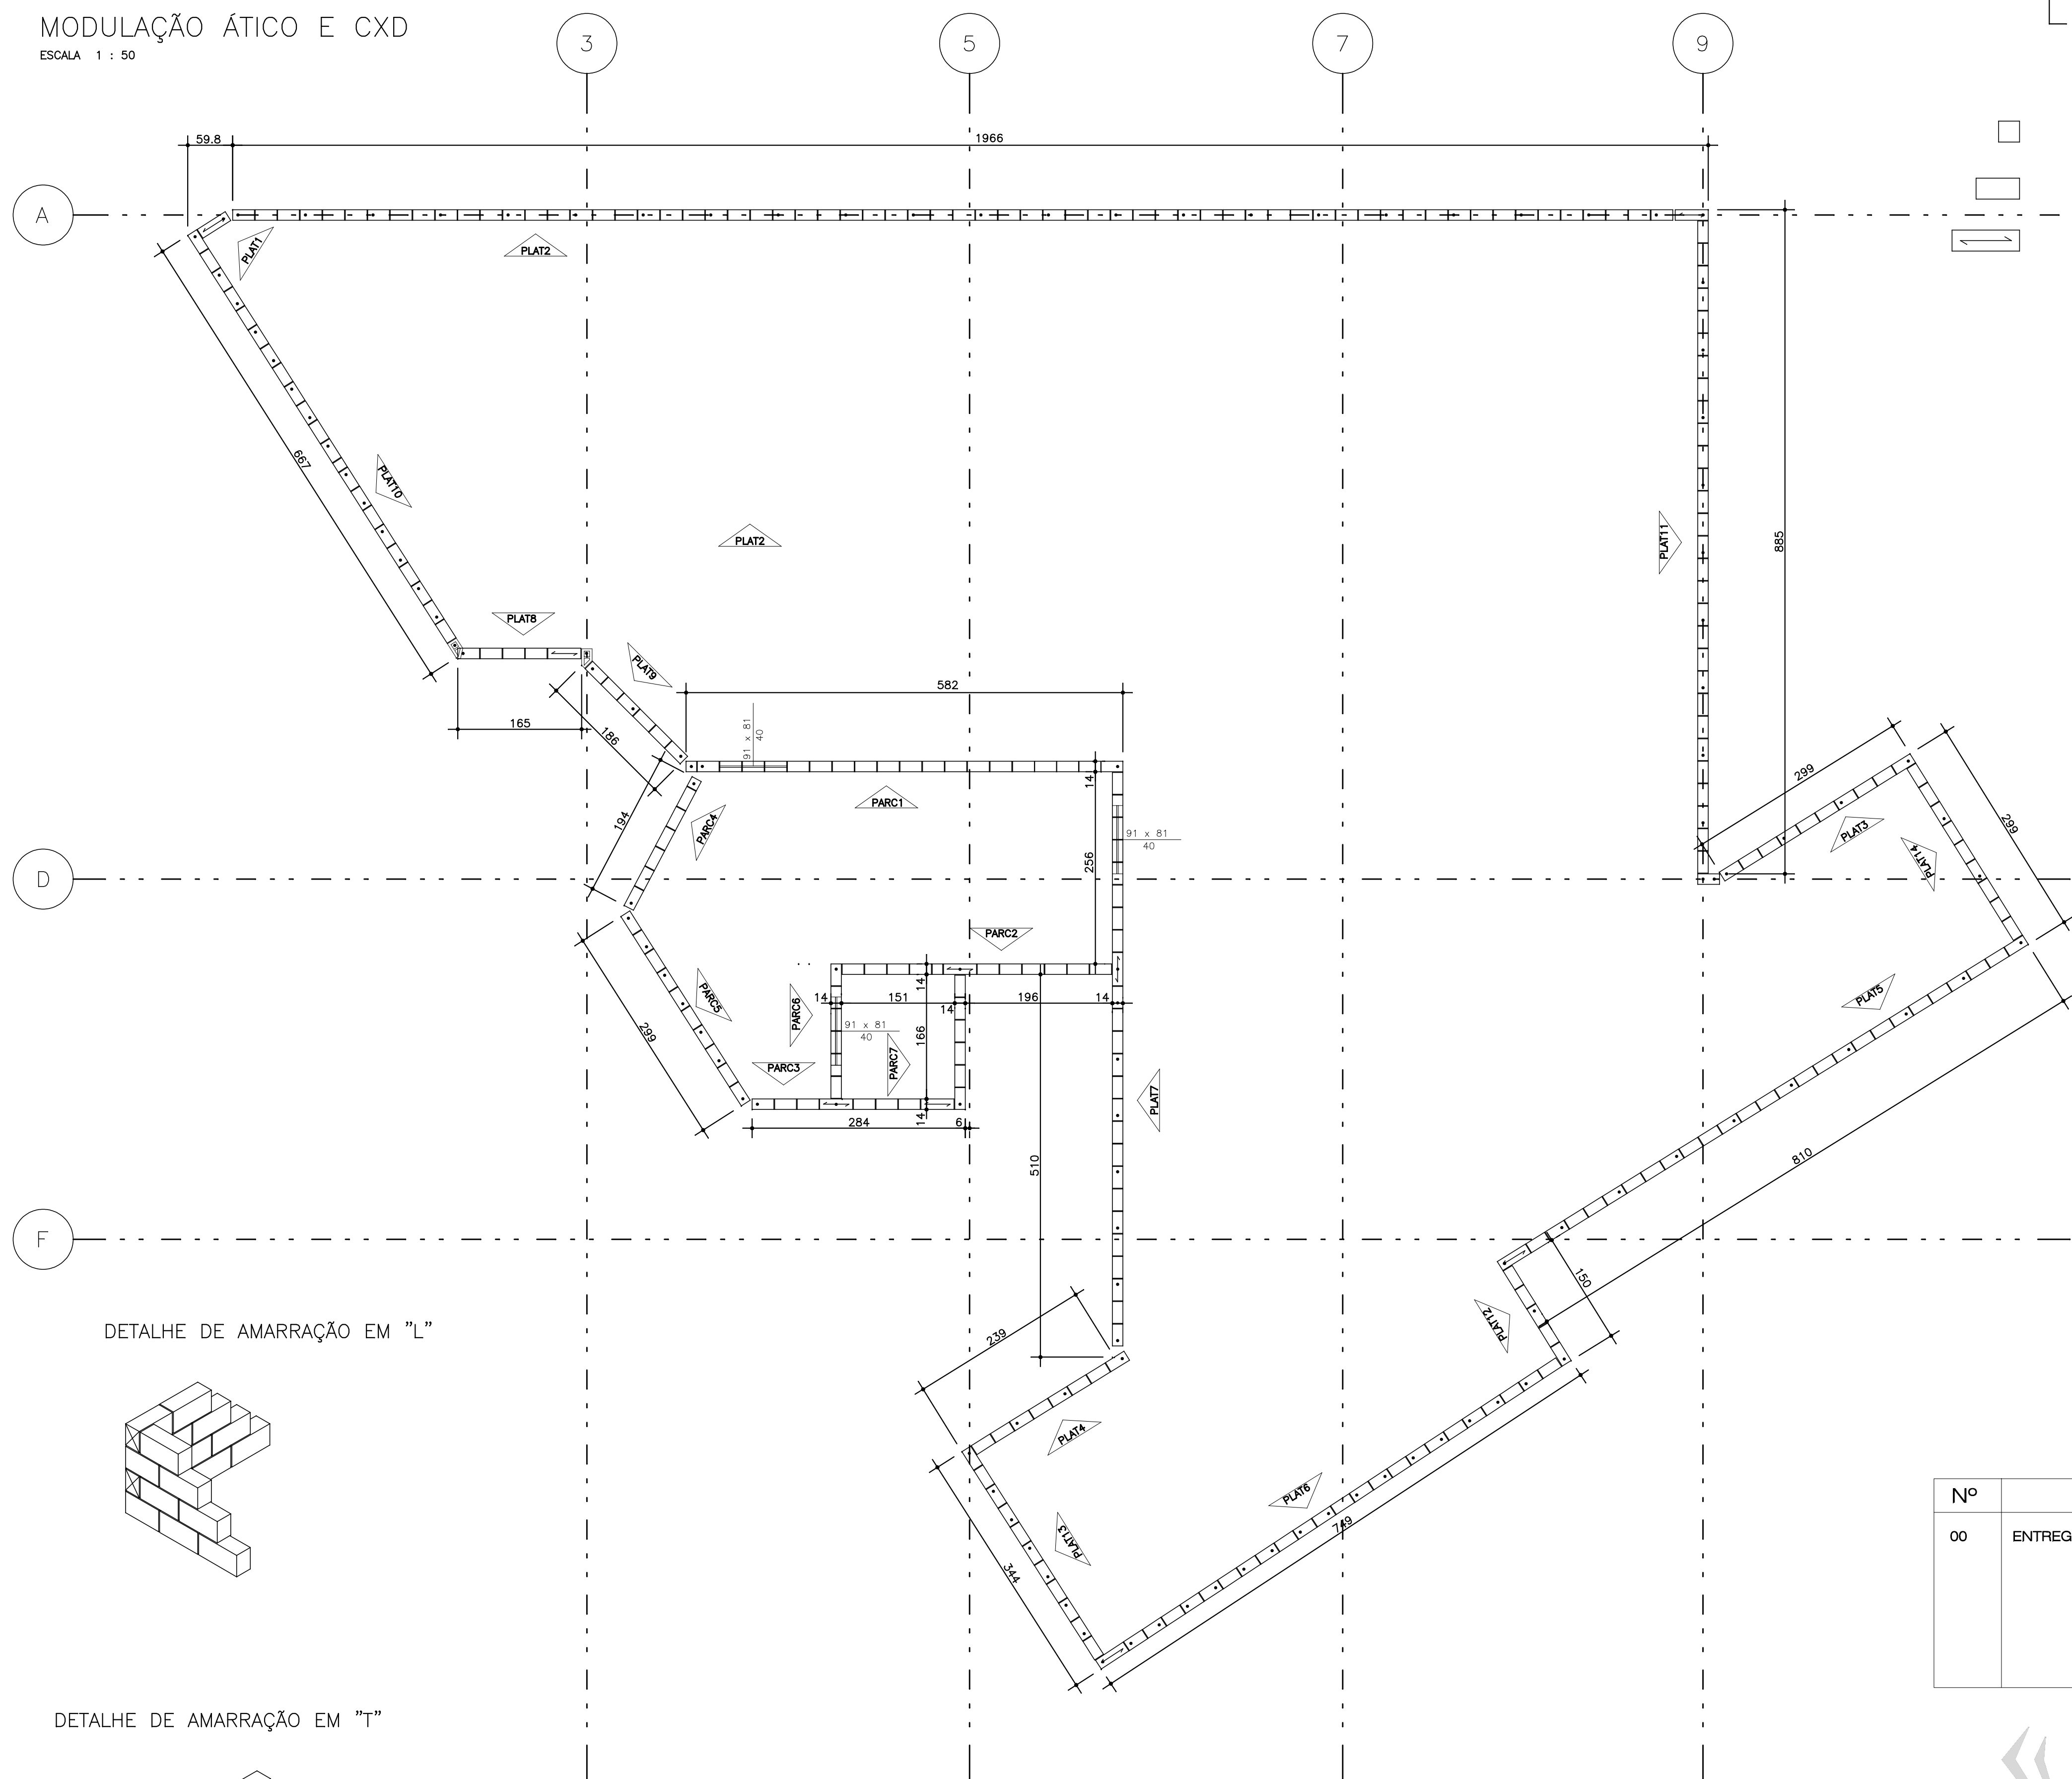 MODULAÇÃO ÁTICO E CXD
ESCALA 1 : 50
3
5
7
9
59.8
1966
A
PLAT1
PLAT2
667
PLAT10
PLAT2
PLAT11
885
PLAT8
PLAT9
582
165
186
91 x 81
40
14
PARC1
194
PARC4
91 x 81
40
256
299
PLAT3
299
PLAT14
D
PARC2
14
14
151
14
196
14
PARC5
PARC6
91 x 81
40
166
PARC7
299
PARC3
284
6
14
PLAT5
PLAT7
510
810
F
150
PLAT12
239
PLAT4
DETALHE DE AMARRAÇÃO EM "L"
PLAT6
749
PLAT13
344
Nº
00 ENTREG
DETALHE DE AMARRAÇÃO EM "T"